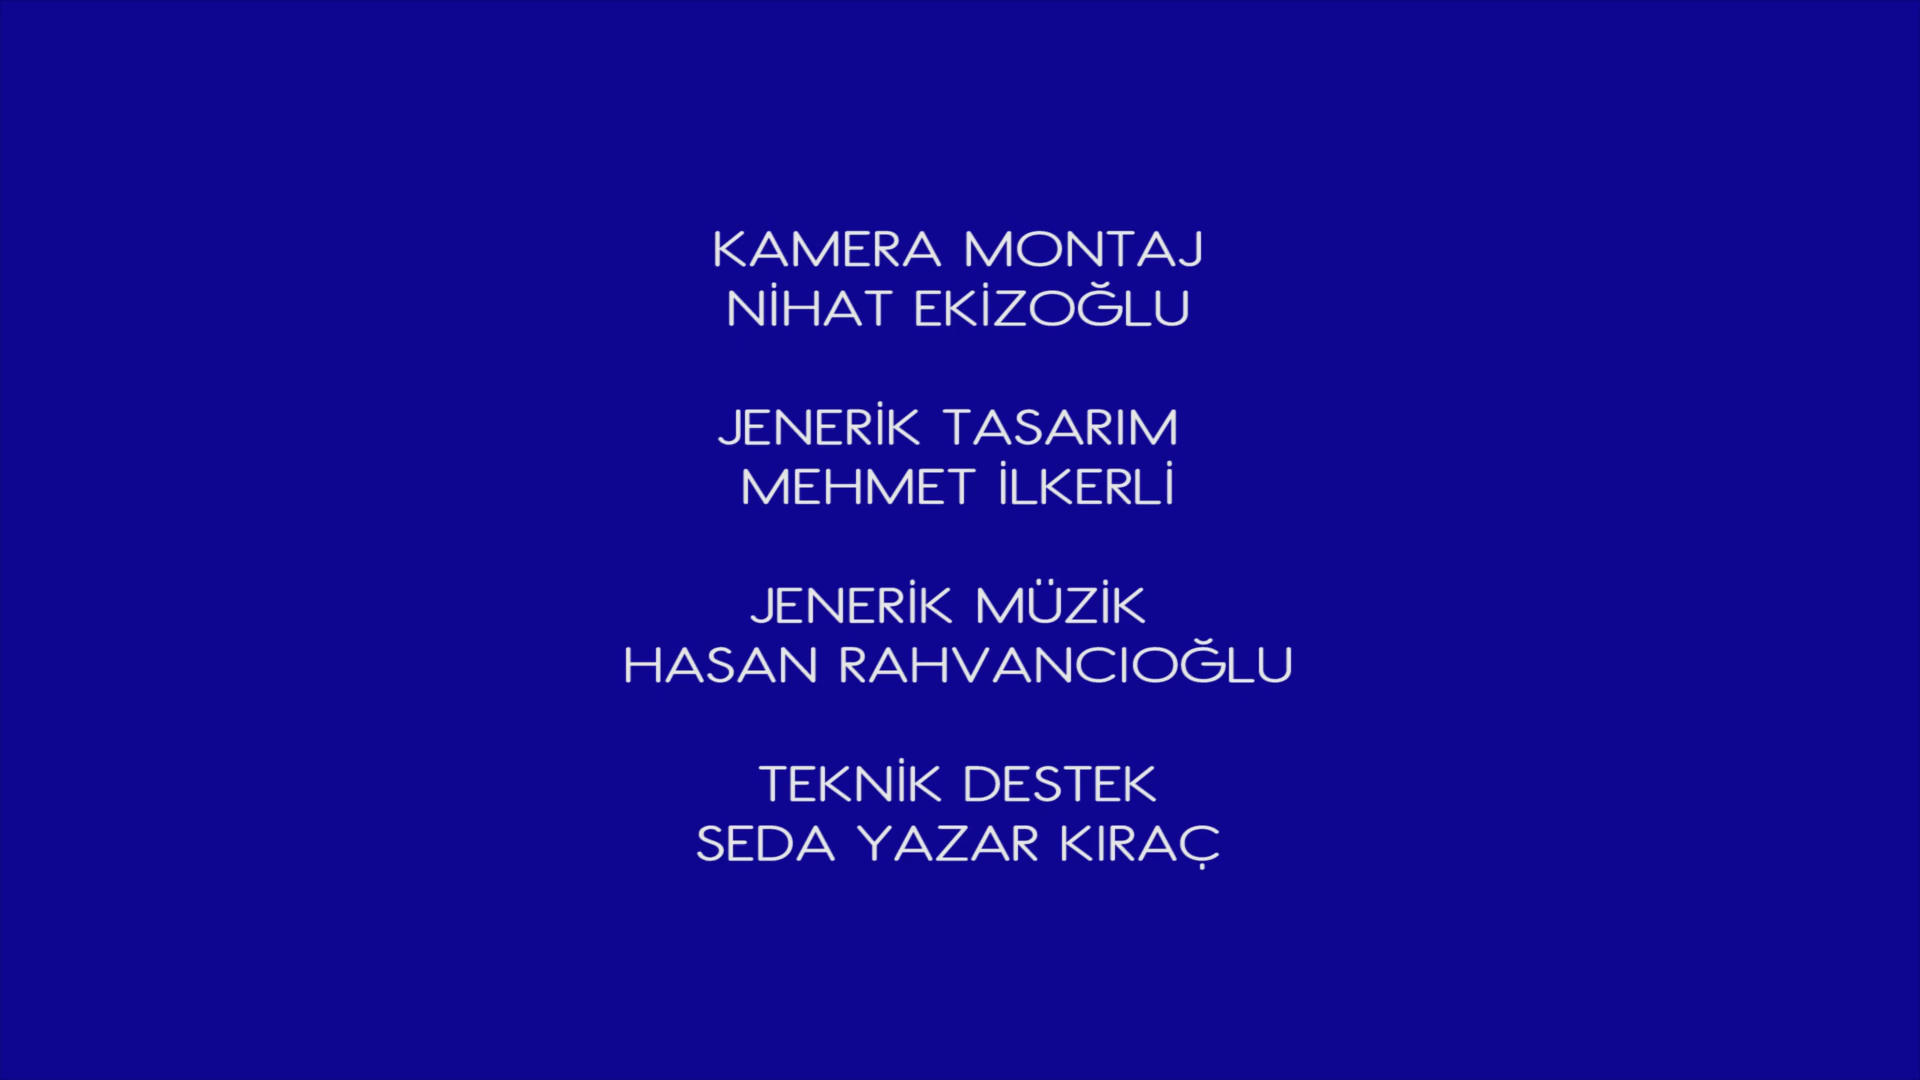 KAMERA MONTAJ
NİHAT EKİZOĞLU
JENERİK TASARIM
MEHMET İLKERLİ
JENERİK MÜZİK
HASAN RAHVANCIOĞLU
TEKNİK DESTEK
SEDA YAZAR KIRAÇ